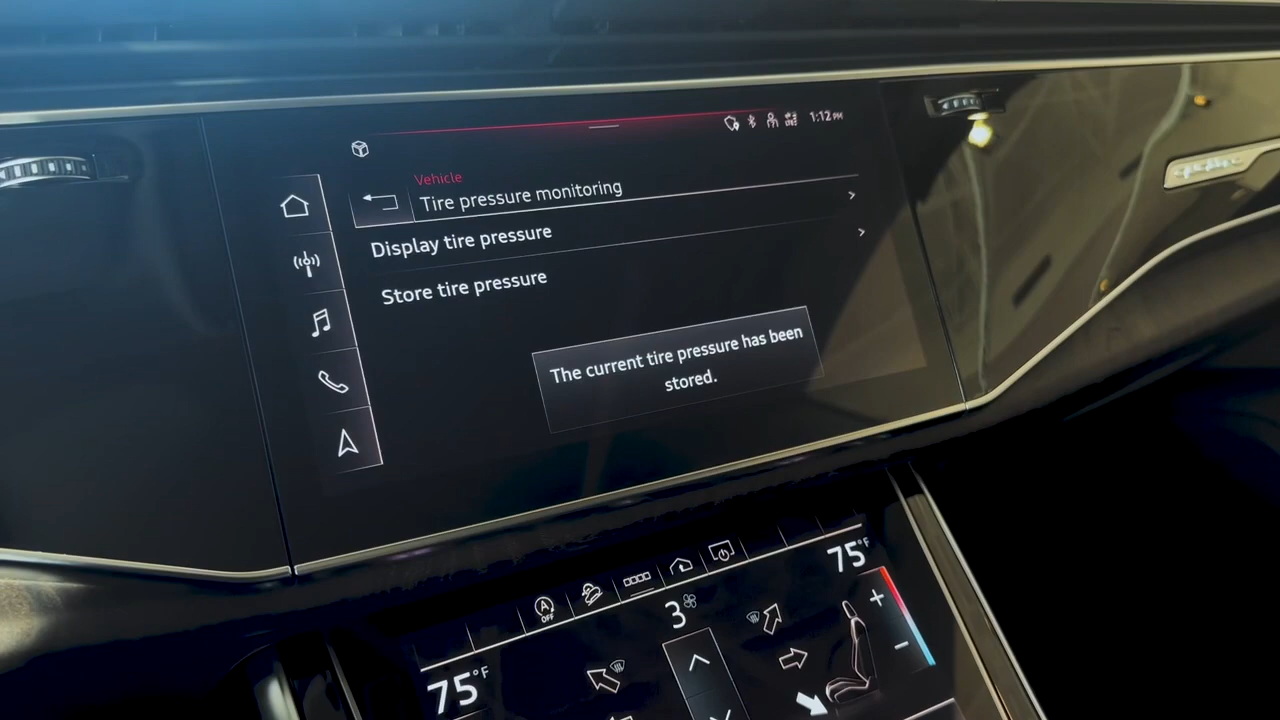 1:12 PM
Vehicle
Tire pressure monitoring
Display tire pressure
Store tire pressure
The current tire pressure has been
stored.
75°F
A
OFF
3
75°F